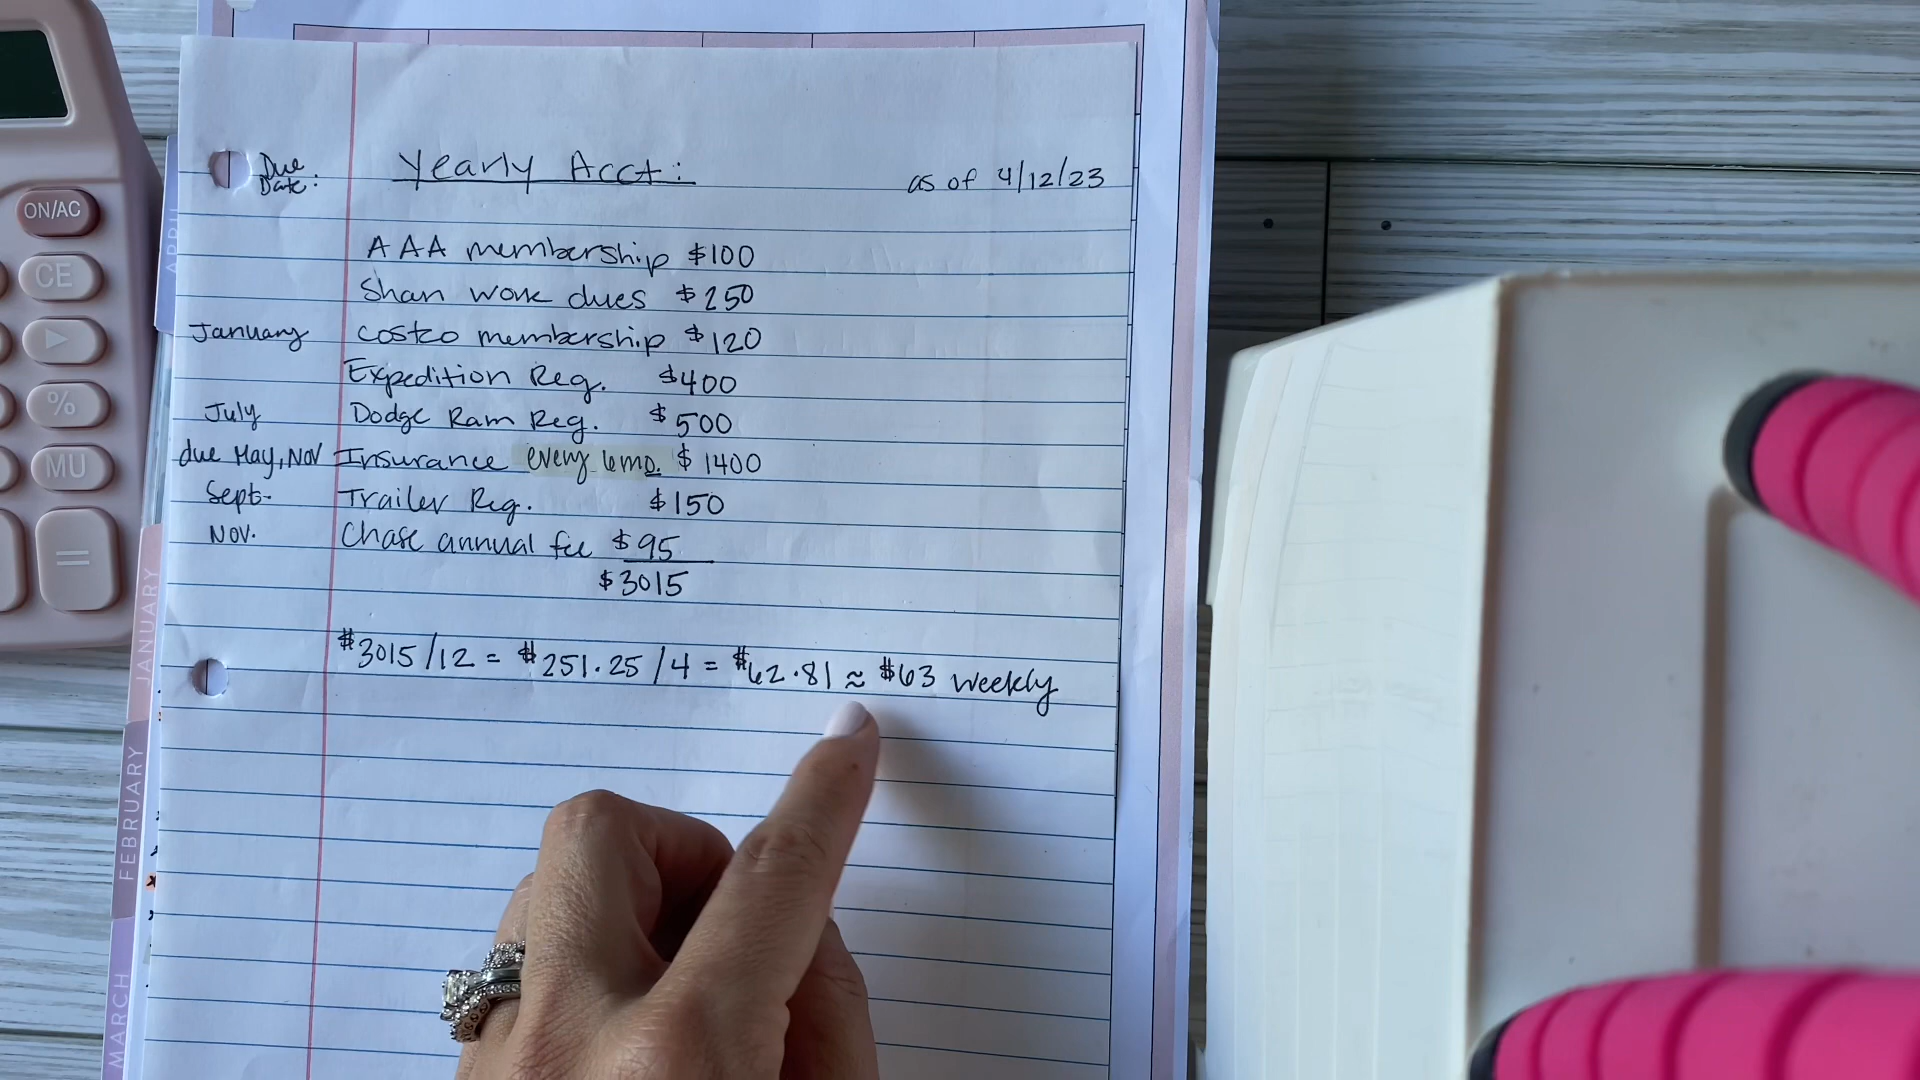 Due Date: Yearly Acct: as of 4/12/23
AAA membership $100
Shan work dues $250
January costco membership $120
Expedition Reg. $400
July Dodge Ram Reg. $500
due May, Nov Insurance every 6mo. $1400
Sept. Trailer Reg. $150
Nov. Chase annual fee $95
$3015
$3015/12 = $251.25/4 = $62.81 ≈ $63 weekly
ON/AC
CE
►
%
MU
=
APRIL
JANUARY
FEBRUARY
MARCH